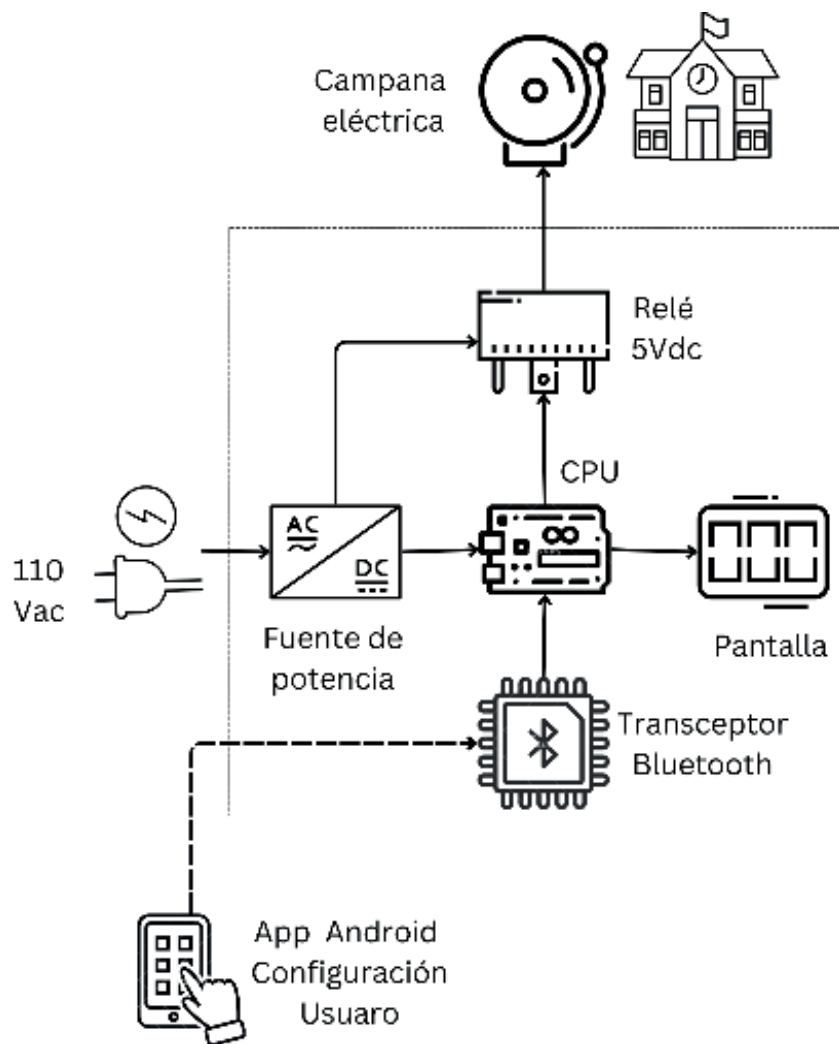 Campana
eléctrica
Relé
5Vdc
CPU
AC
DC
110
Vac
Fuente de
potencia
Pantalla
Transceptor
Bluetooth
App Android
Configuración
Usuaro